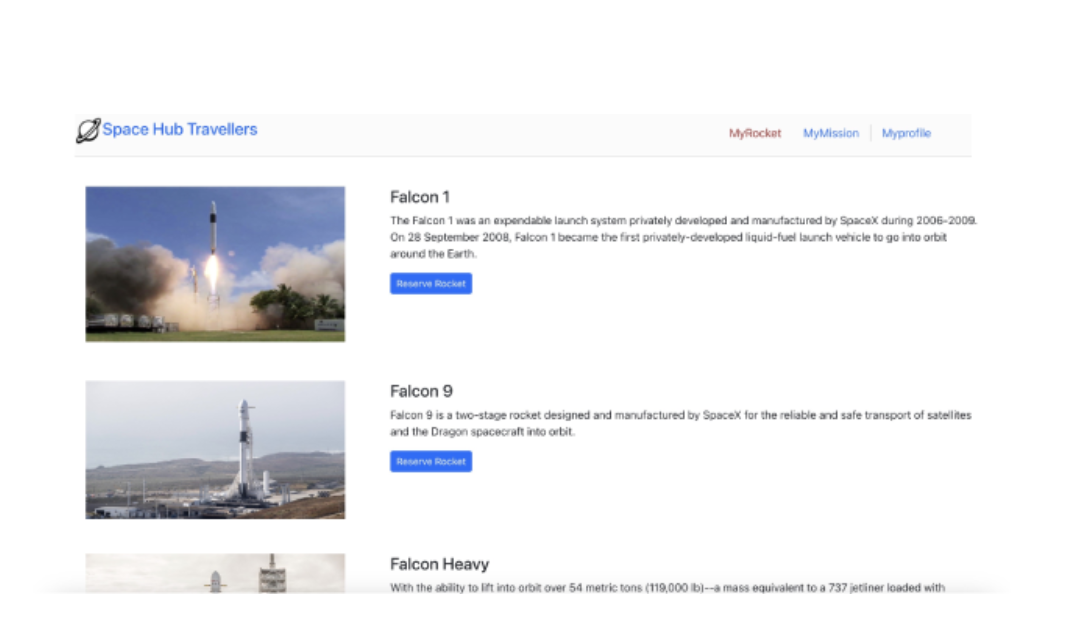 Space Hub Travellers
MyRocket MyMission Myprofile
Falcon 1
The Falcon 1 was an expendable launch system privately developed and manufactured by SpaceX during 2006-2009.
On 28 September 2008, Falcon 1 became the first privately-developed liquid-fuel launch vehicle to go into orbit
around the Earth.
Reserve Rocket
Falcon 9
Falcon 9 is a two-stage rocket designed and manufactured by SpaceX for the reliable and safe transport of satellites
and the Dragon spacecraft into orbit.
Reserve Rocket
Falcon Heavy
With the ability to lift into orbit over 54 metric tons (119,000 lb)--a mass equivalent to a 737 jetliner loaded with